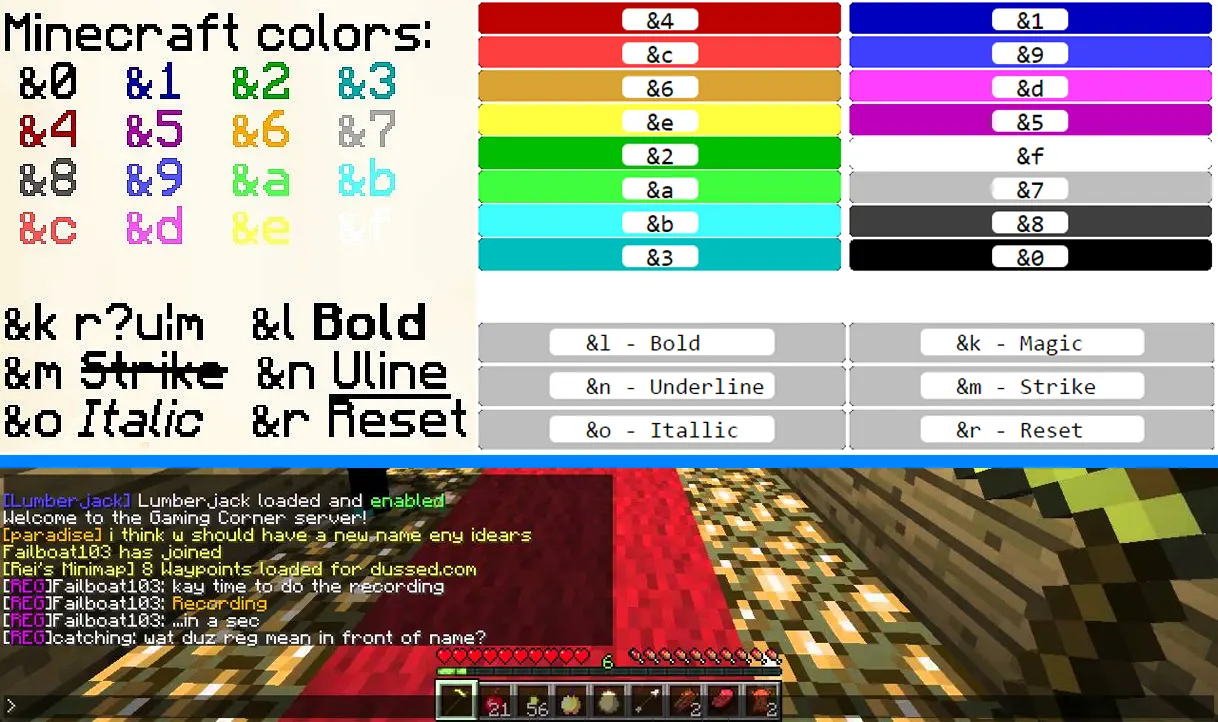 Minecraft colors:
&0 &1 &2 &3
&4 &5 &6 &7
&8 &9 &a &b
&c &d &e &f
&k r?u¦m &l Bold
&m Strike &n Uline
&o Italic &r Reset
&4 &1
&c &9
&6 &d
&e &5
&2 &f
&a &7
&b &8
&3 &0
&l - Bold &k - Magic
&n - Underline &m - Strike
&o - Itallic &r - Reset
[Lumberjack] Lumberjack loaded and enabled
Welcome to the Gaming Corner server!
[paradise] i think w should have a new name eny idears
Failboat103 has joined
[Rei's Minimap] 8 Waypoints loaded for dussed.com
[REG]Failboat103: kay time to do the recording
[REG]Failboat103: Recording
[REG]Failboat103: ...in a sec
[REG]catching: wat duz reg mean in front of name?
6
21 56 2 2
>